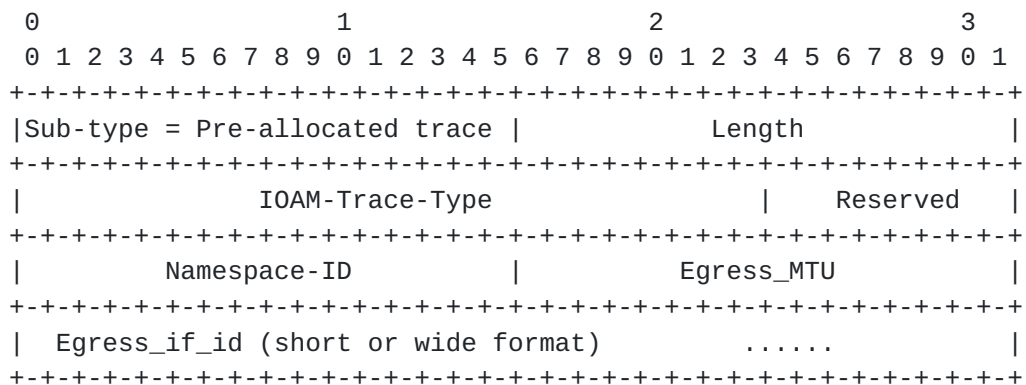 0                   1                   2                   3
 0 1 2 3 4 5 6 7 8 9 0 1 2 3 4 5 6 7 8 9 0 1 2 3 4 5 6 7 8 9 0 1
+-+-+-+-+-+-+-+-+-+-+-+-+-+-+-+-+-+-+-+-+-+-+-+-+-+-+-+-+-+-+-+-+
|Sub-type = Pre-allocated trace |            Length             |
+-+-+-+-+-+-+-+-+-+-+-+-+-+-+-+-+-+-+-+-+-+-+-+-+-+-+-+-+-+-+-+-+
|               IOAM-Trace-Type                 |    Reserved   |
+-+-+-+-+-+-+-+-+-+-+-+-+-+-+-+-+-+-+-+-+-+-+-+-+-+-+-+-+-+-+-+-+
|         Namespace-ID          |          Egress_MTU           |
+-+-+-+-+-+-+-+-+-+-+-+-+-+-+-+-+-+-+-+-+-+-+-+-+-+-+-+-+-+-+-+-+
|  Egress_if_id (short or wide format)         ......           |
+-+-+-+-+-+-+-+-+-+-+-+-+-+-+-+-+-+-+-+-+-+-+-+-+-+-+-+-+-+-+-+-+